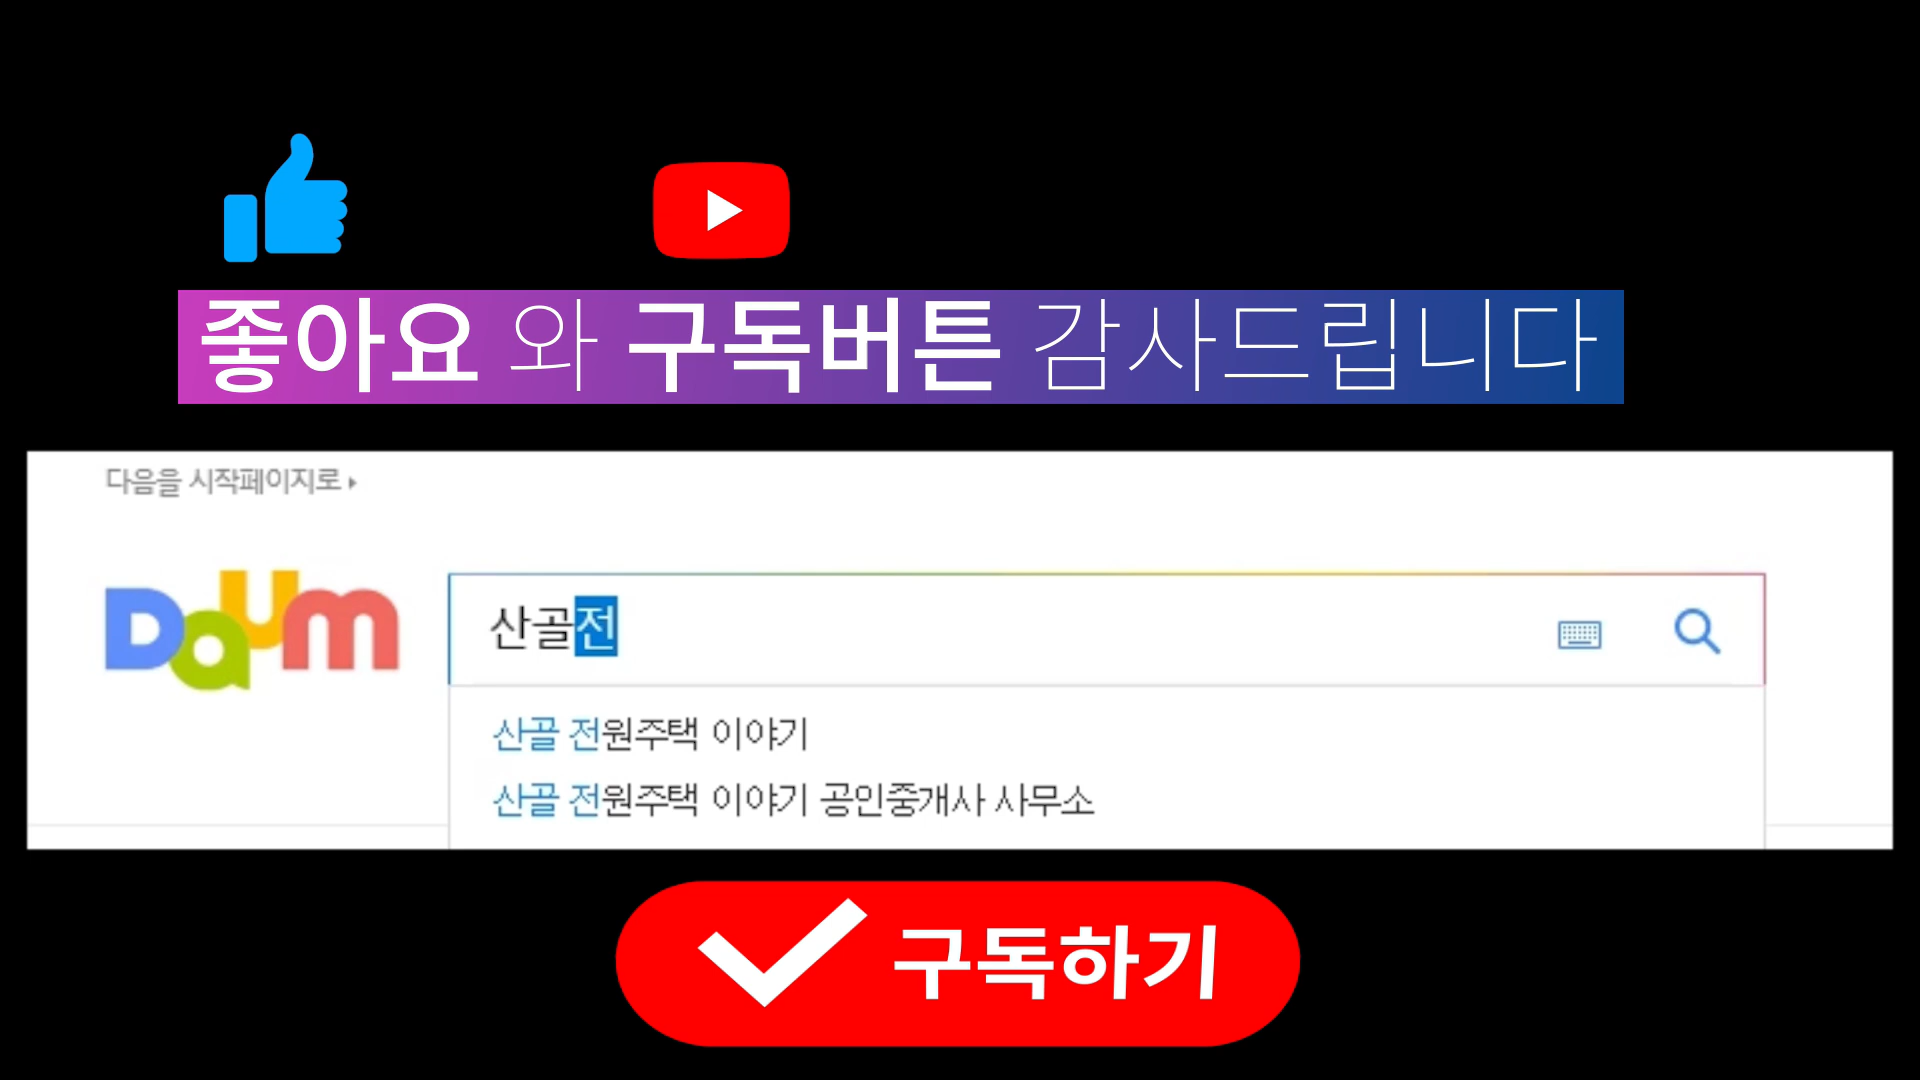 좋아요 와 구독버튼 감사드립니다
다음을 시작페이지로
Daum
산골전
산골 전원주택 이야기
산골 전원주택 이야기 공인중개사 사무소
구독하기